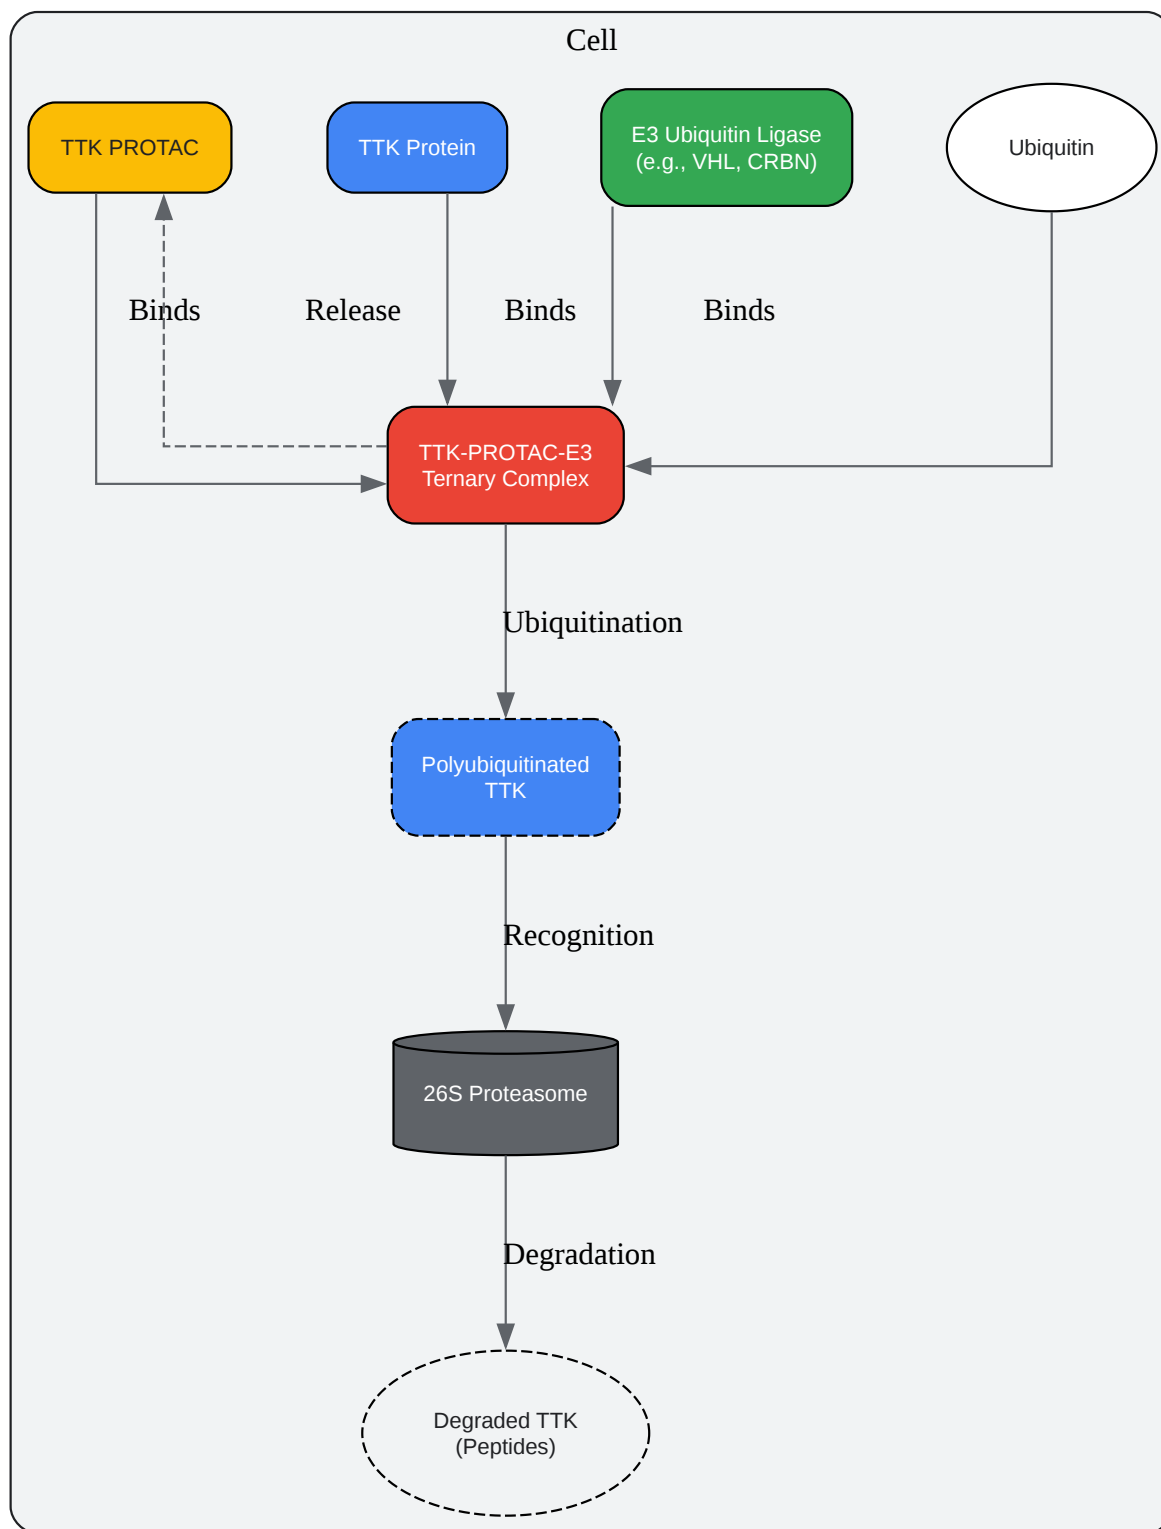 Cell
TTK PROTAC
TTK Protein
E3 Ubiquitin Ligase
(e.g., VHL, CRBN)
Ubiquitin
Binds
Release
Binds
Binds
TTK-PROTAC-E3
Ternary Complex
Ubiquitination
Polyubiquitinated
TTK
Recognition
26S Proteasome
Degradation
Degraded TTK
(Peptides)